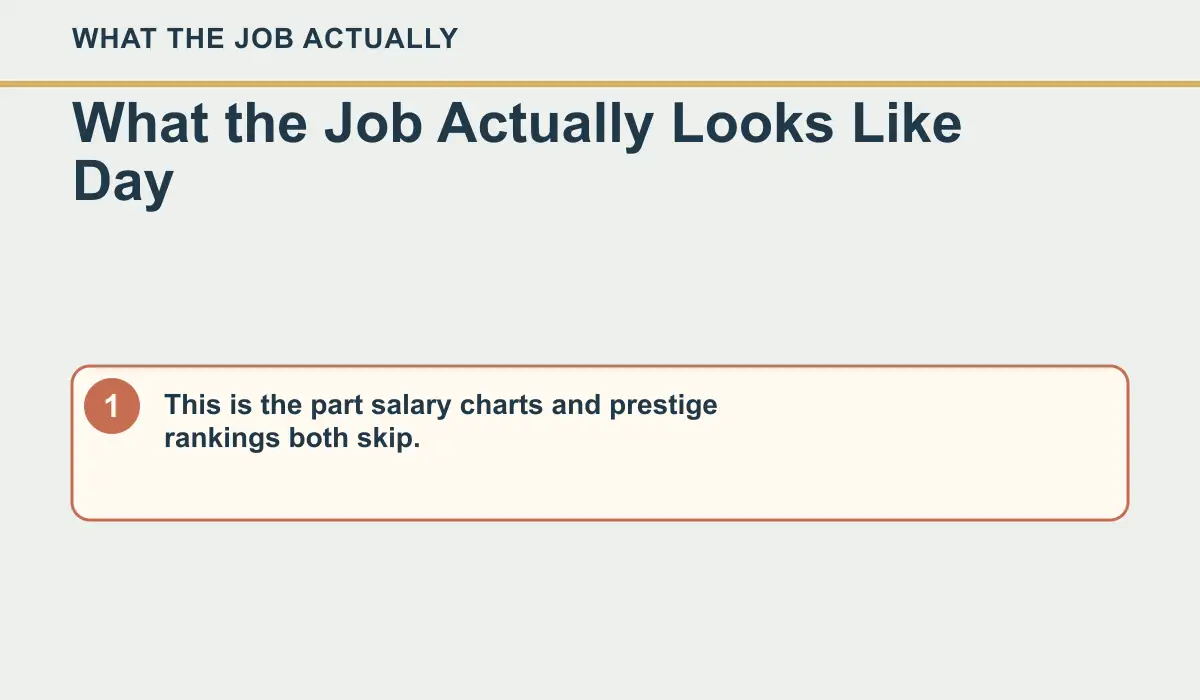 WHAT THE JOB ACTUALLY
What the Job Actually Looks Like
Day
1
This is the part salary charts and prestige
rankings both skip.